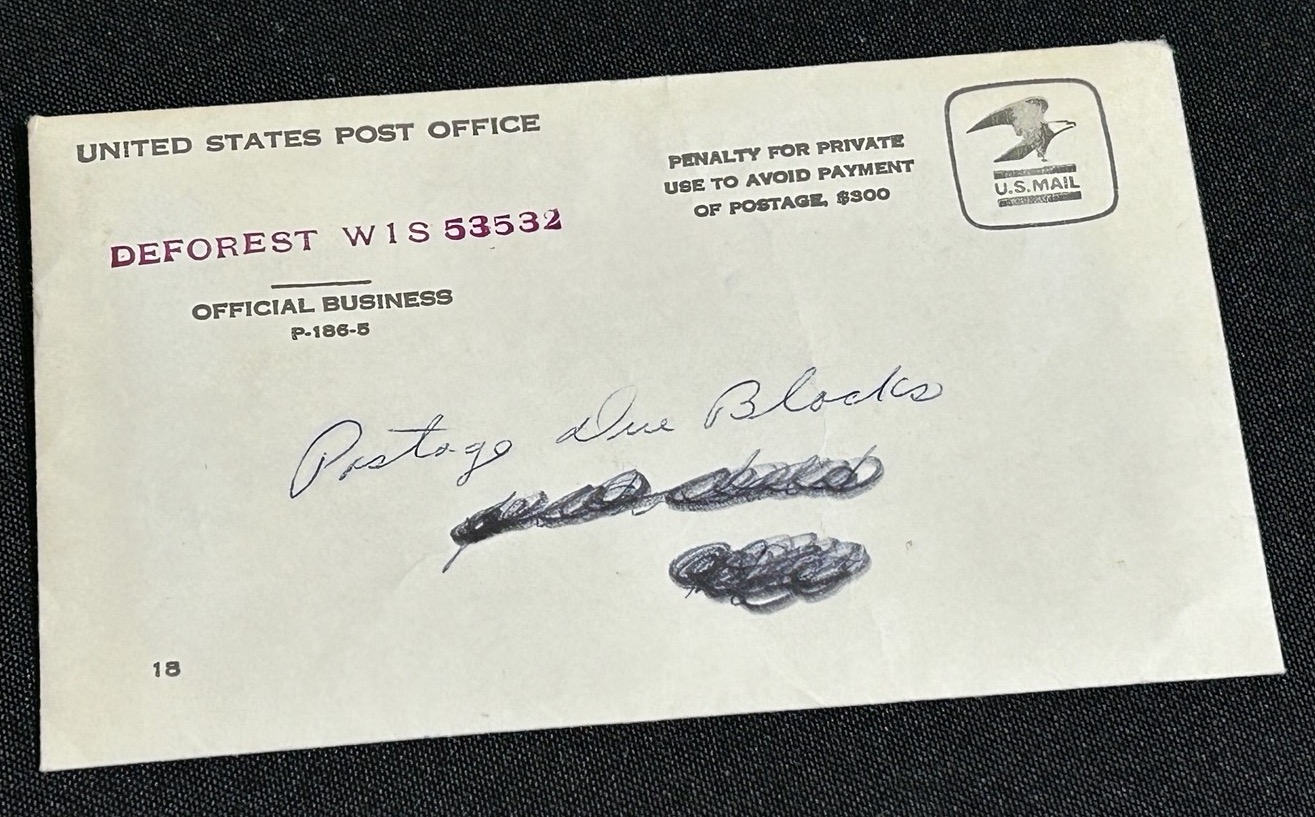 UNITED STATES POST OFFICE
DEFOREST WIS 53532
OFFICIAL BUSINESS
P-186-5
PENALTY FOR PRIVATE
USE TO AVOID PAYMENT
OF POSTAGE, $300
U.S.MAIL
Postage Due Blocks
18